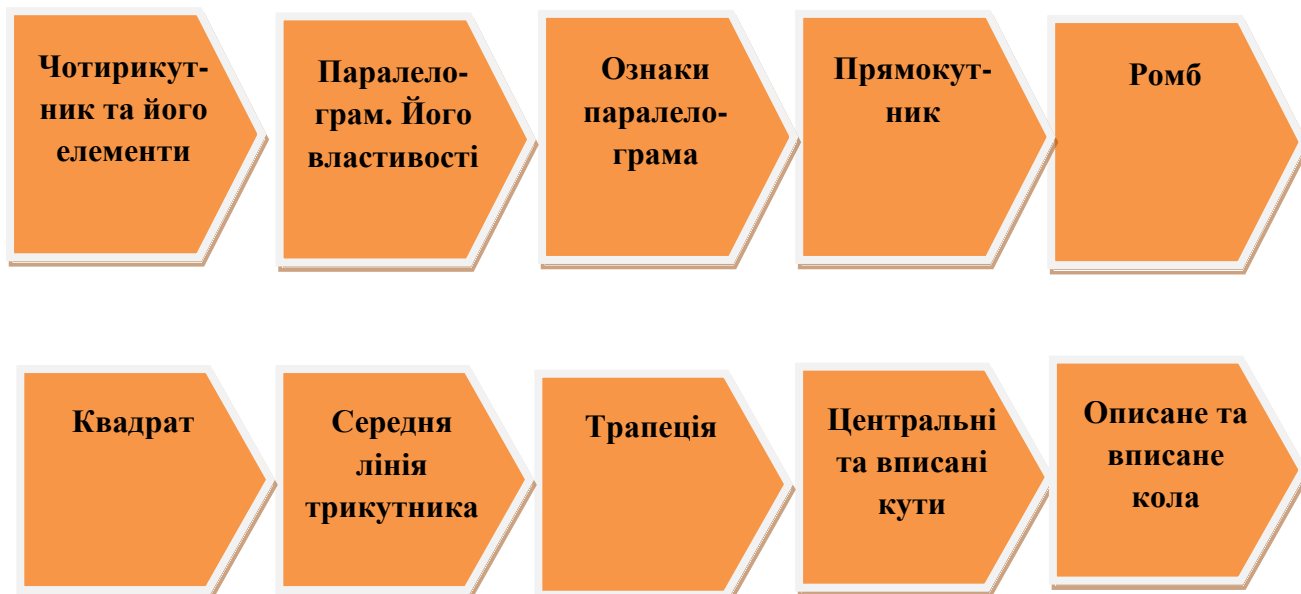 Чотирикут-
ник та його
елементи
Паралело-
грам. Його
властивості
Ознаки
паралело-
грама
Прямокут-
ник
Ромб
Квадрат
Середня
лінія
трикутника
Трапеція
Центральні
та вписані
кути
Описане та
вписане
кола